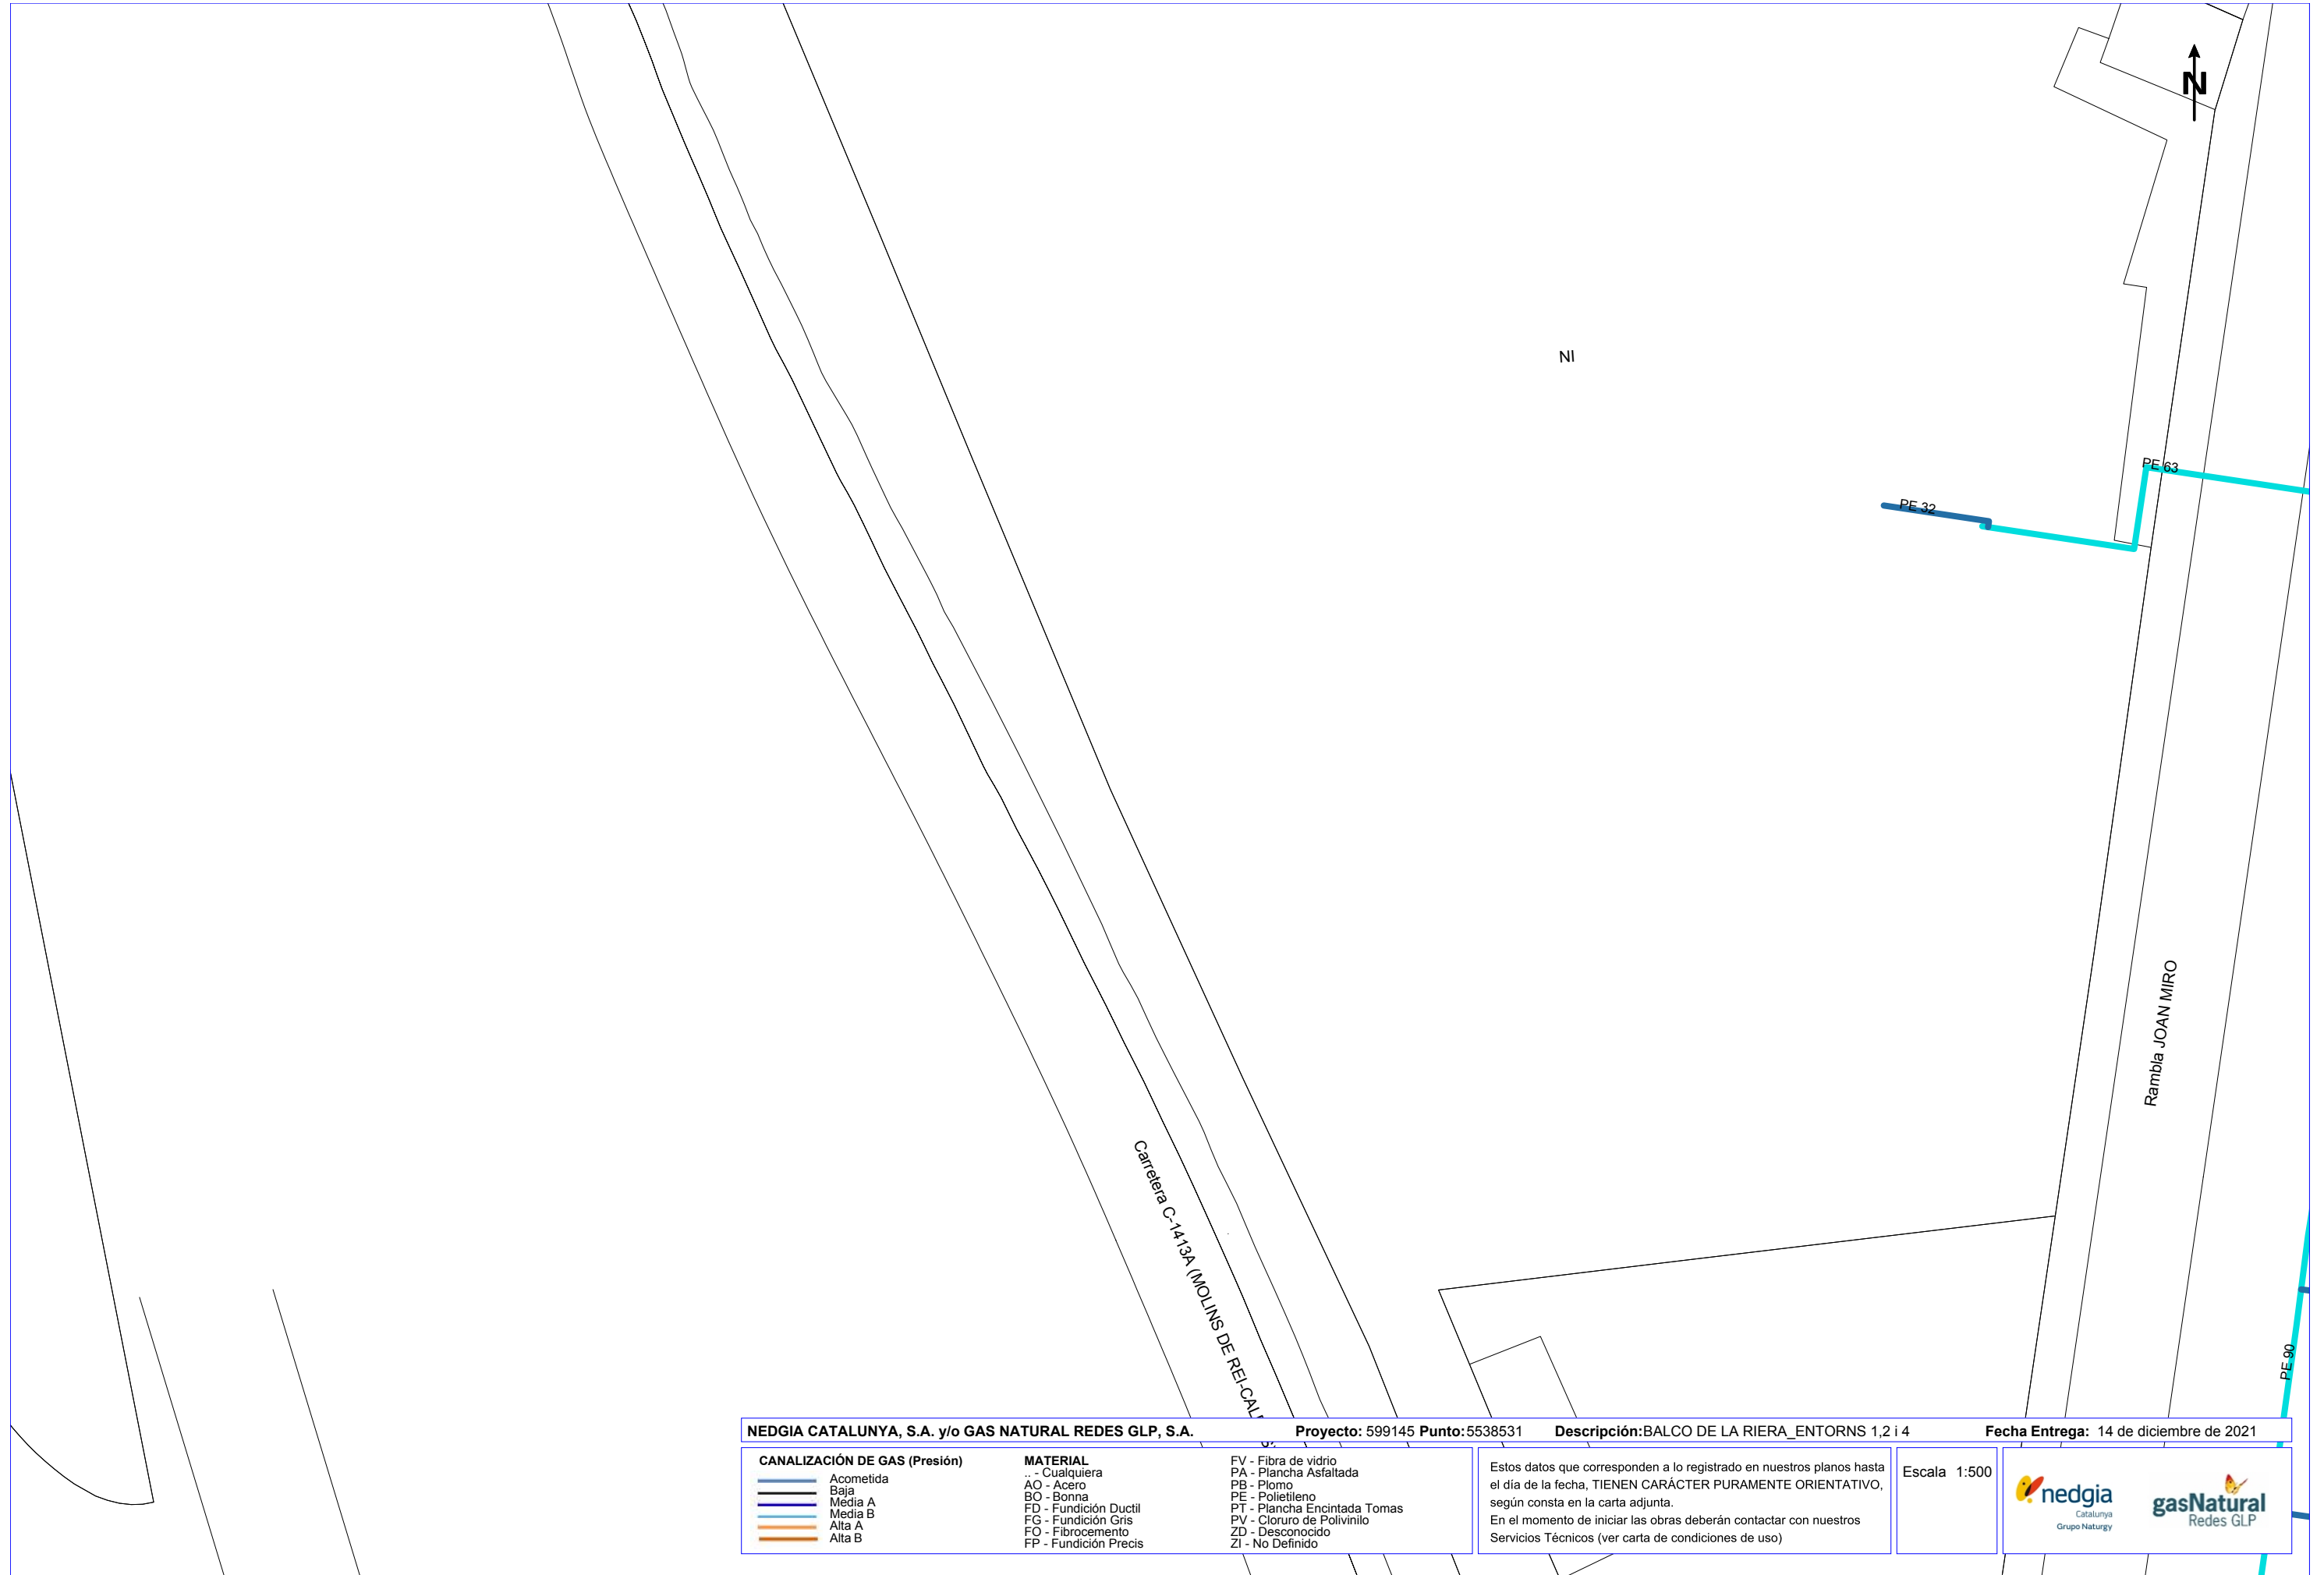 N
NI
PE 63
PE 32
Rambla JOAN MIRO
Carretera C-1413A (MOLINS DE REI-CAL
PE 90
NEDGIA CATALUNYA, S.A. y/o GAS NATURAL REDES GLP, S.A. Proyecto: 599145 Punto:5538531 Descripción:BALCO DE LA RIERA_ENTORNS 1,2 i 4 Fecha Entrega: 14 de diciembre de 2021
CANALIZACIÓN DE GAS (Presión)
Acometida
Baja
Media A
Media B
Alta A
Alta B
MATERIAL
.. - Cualquiera
AO - Acero
BO - Bonna
FD - Fundición Ductil
FG - Fundición Gris
FO - Fibrocemento
FP - Fundición Precis
FV - Fibra de vidrio
PA - Plancha Asfaltada
PB - Plomo
PE - Polietileno
PT - Plancha Encintada Tomas
PV - Cloruro de Polivinilo
ZD - Desconocido
ZI - No Definido
Estos datos que corresponden a lo registrado en nuestros planos hasta
el día de la fecha, TIENEN CARÁCTER PURAMENTE ORIENTATIVO,
según consta en la carta adjunta.
En el momento de iniciar las obras deberán contactar con nuestros
Servicios Técnicos (ver carta de condiciones de uso)
Escala 1:500
nedgia
Catalunya
Grupo Naturgy
gasNatural
Redes GLP